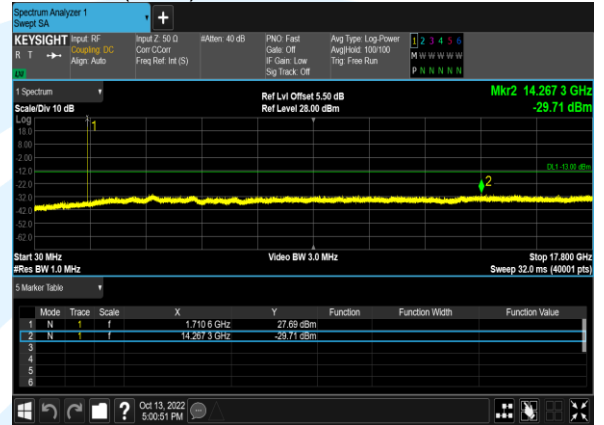 Spectrum Analyzer 1
Swept SA
KEYSIGHT Input: RF Input Z: 50 Ω #Atten: 40 dB PNO: Fast Avg Type: Log-Power 1 2 3 4 5 6
R T Coupling: DC Corr CCorr Gate: Off Avg|Hold: 100/100 M W W W W W
Align: Auto Freq Ref: Int (S) IF Gain: Low Trig: Free Run P N N N N N
Sig Track: Off
LNI
1 Spectrum Ref Lvl Offset 5.50 dB Mkr2 14.267 3 GHz
Scale/Div 10 dB Ref Level 28.00 dBm -29.71 dBm
Log
1
18.0
8.00
-2.00
-12.0 DL1 -13.00 dBm
-22.0 2
-32.0
-42.0
-52.0
-62.0
Start 30 MHz Video BW 3.0 MHz Stop 17.800 GHz
#Res BW 1.0 MHz Sweep 32.0 ms (40001 pts)
5 Marker Table
Mode Trace Scale X Y Function Function Width Function Value
1 N 1 f 1.710 6 GHz 27.69 dBm
2 N 1 f 14.267 3 GHz -29.71 dBm
3
4
5
6
? Oct 13, 2022
5:00:51 PM